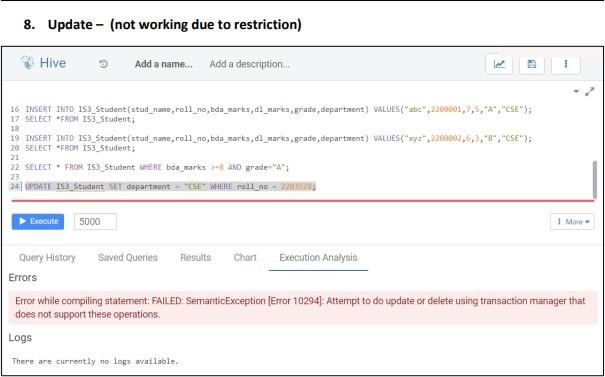 8. Update – (not working due to restriction)
Hive Add a name... Add a description...
16 INSERT INTO IS3_Student(stud_name,roll_no,bda_marks,dl_marks,grade,department) VALUES("abc",2200001,7,5,"A","CSE");
17 SELECT *FROM IS3_Student;
18
19 INSERT INTO IS3_Student(stud_name,roll_no,bda_marks,dl_marks,grade,department) VALUES("xyz",2200002,6,3,"B","CSE");
20 SELECT *FROM IS3_Student;
21
22 SELECT * FROM IS3_Student WHERE bda_marks >=8 AND grade="A";
23
24 UPDATE IS3_Student SET department = "CSE" WHERE roll_no = 2203528;
Execute 5000 More
Query History Saved Queries Results Chart Execution Analysis
Errors
Error while compiling statement: FAILED: SemanticException [Error 10294]: Attempt to do update or delete using transaction manager that
does not support these operations.
Logs
There are currently no logs available.